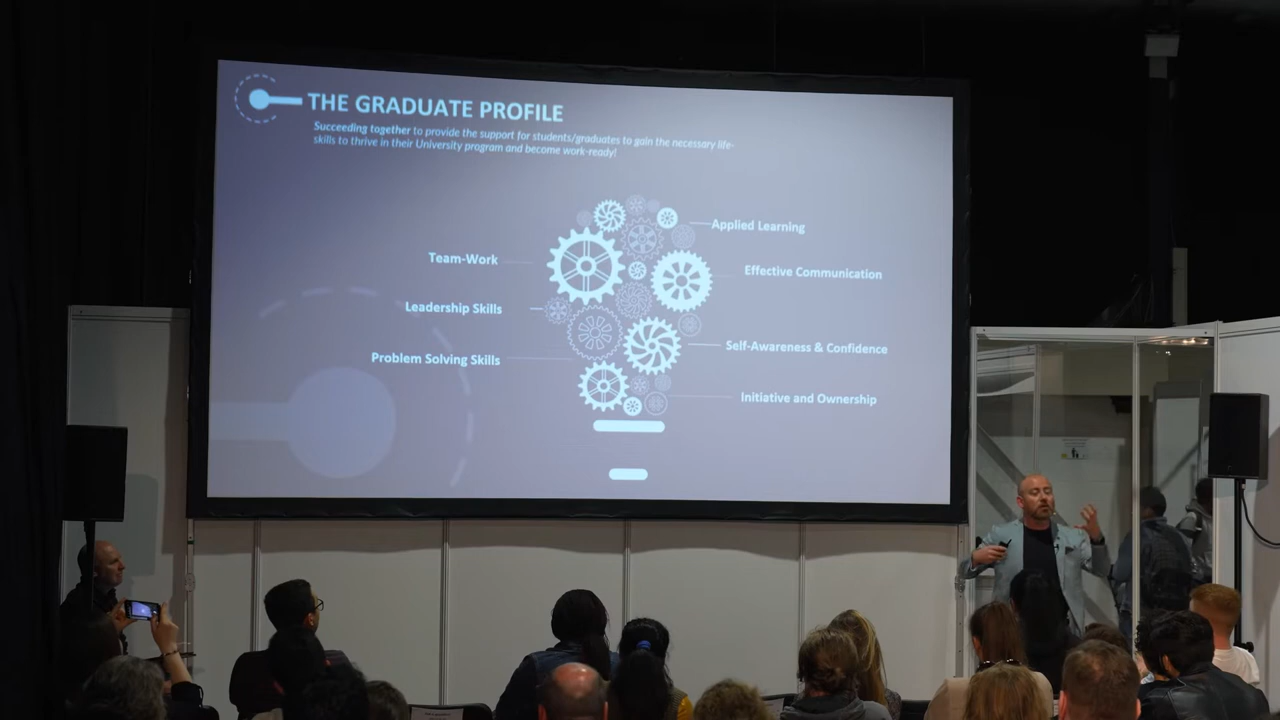 THE GRADUATE PROFILE
Succeeding together to provide the support for students/graduates to gain the necessary life-
skills to thrive in their University program and become work-ready!
Applied Learning
Team-Work
Effective Communication
Leadership Skills
Self-Awareness & Confidence
Problem Solving Skills
Initiative and Ownership